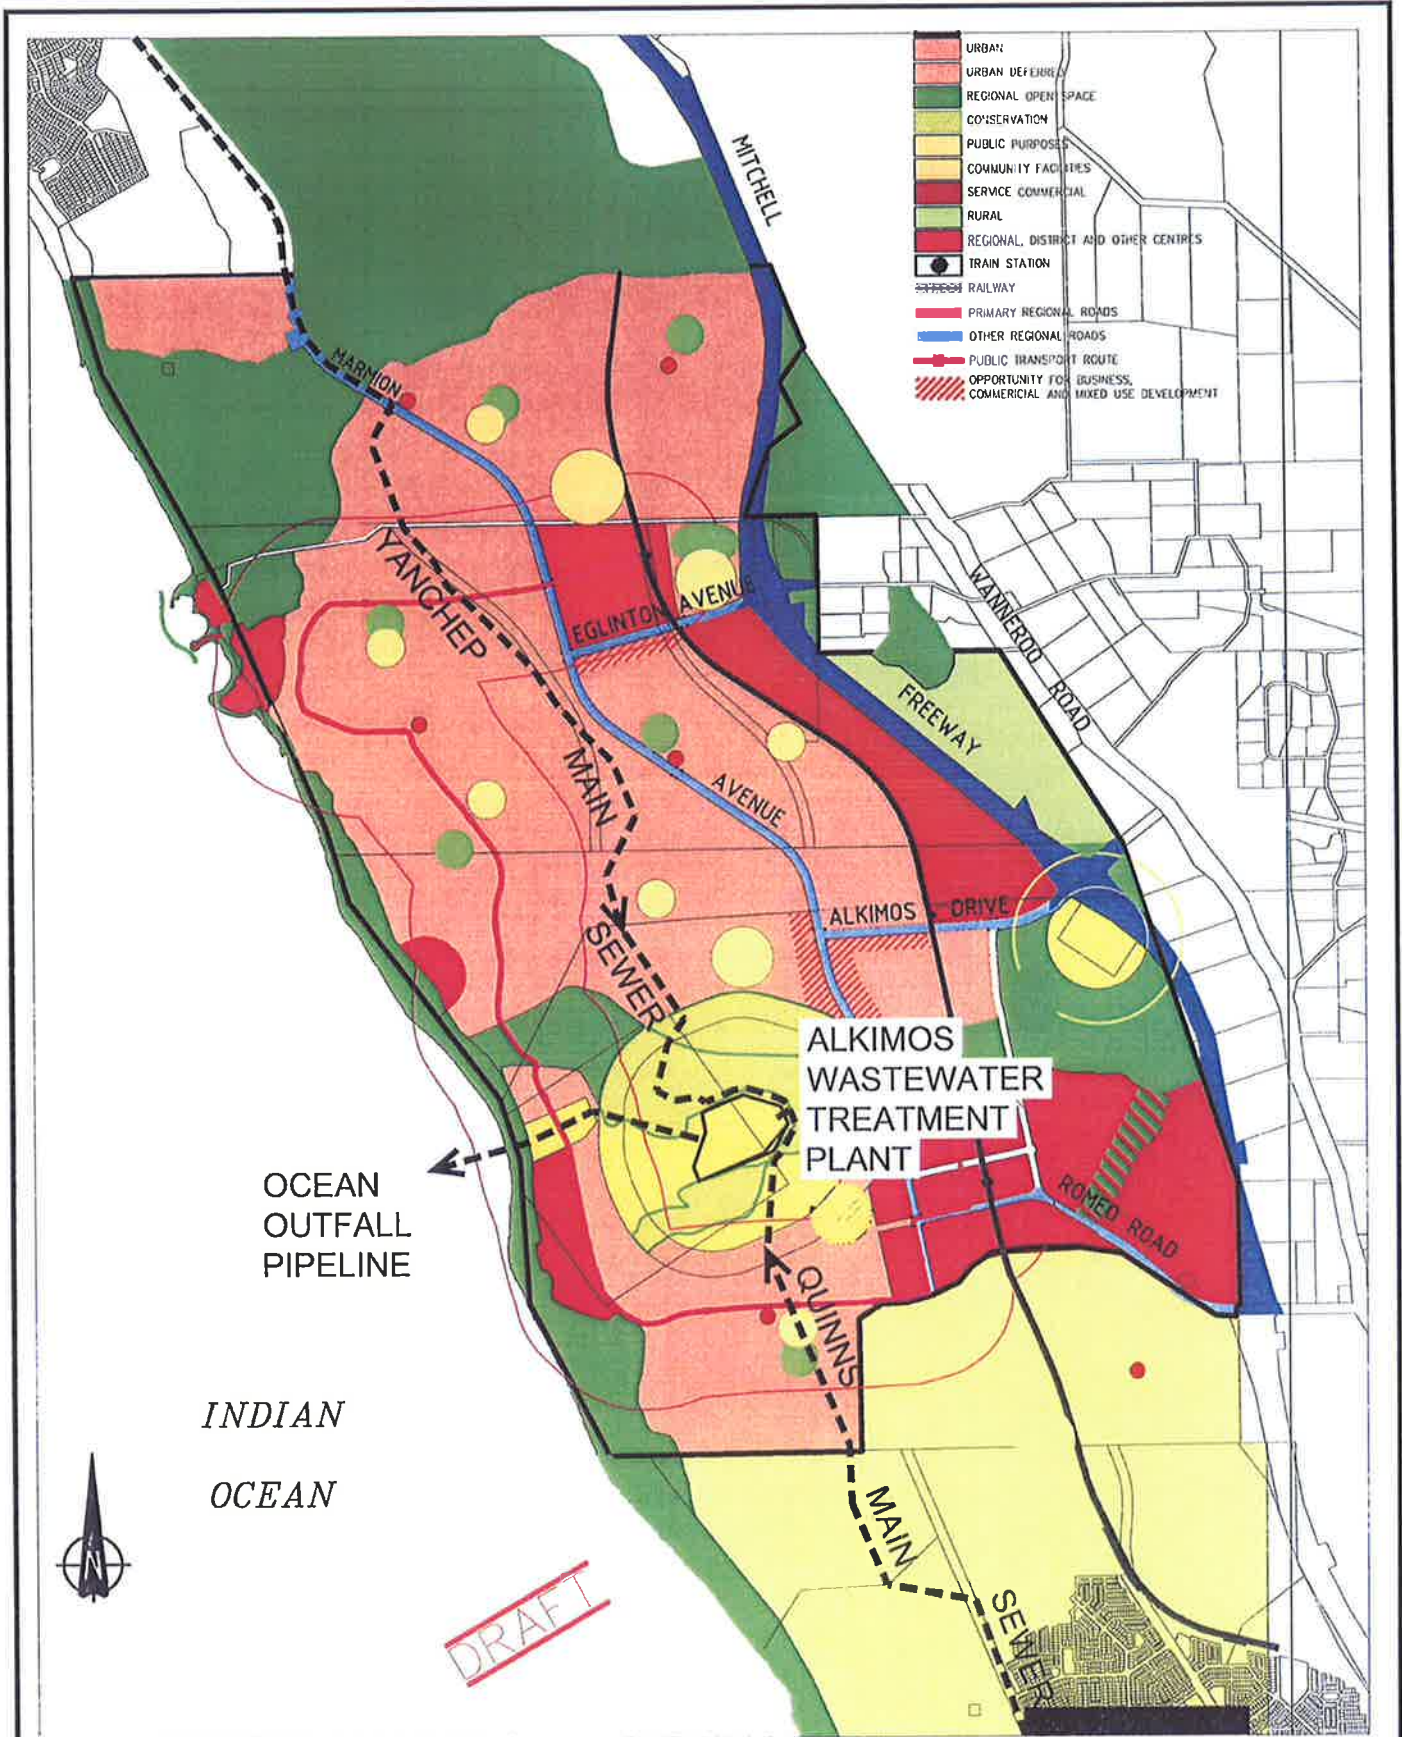 URBAN
URBAN DEFERRED
REGIONAL OPEN SPACE
CONSERVATION
PUBLIC PURPOSES
COMMUNITY FACILITIES
SERVICE COMMERCIAL
RURAL
REGIONAL, DISTRICT AND OTHER CENTRES
TRAIN STATION
RAILWAY
PRIMARY REGIONAL ROADS
OTHER REGIONAL ROADS
PUBLIC TRANSPORT ROUTE
OPPORTUNITY FOR BUSINESS,
COMMERICIAL AND MIXED USE DEVELOPMENT
MITCHELL
MARMION
YANCHEP
EGLINTON AVENUE
WANNEROO ROAD
FREEWAY
MAIN
AVENUE
ALKIMOS DRIVE
SEWER
ALKIMOS
WASTEWATER
TREATMENT
PLANT
OCEAN
OUTFALL
PIPELINE
ROMEO ROAD
QUINNS
INDIAN
OCEAN
MAIN
N
SEWER
DRAFT